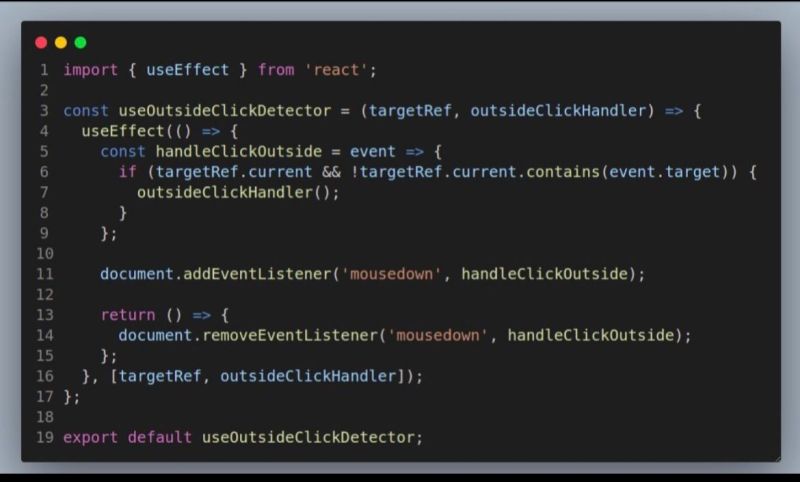 1 import { useEffect } from 'react';
2
3 const useOutsideClickDetector = (targetRef, outsideClickHandler) => {
4   useEffect(() => {
5     const handleClickOutside = event => {
6       if (targetRef.current && !targetRef.current.contains(event.target)) {
7         outsideClickHandler();
8       }
9     };
10
11     document.addEventListener('mousedown', handleClickOutside);
12
13     return () => {
14       document.removeEventListener('mousedown', handleClickOutside);
15     };
16   }, [targetRef, outsideClickHandler]);
17 };
18
19 export default useOutsideClickDetector;